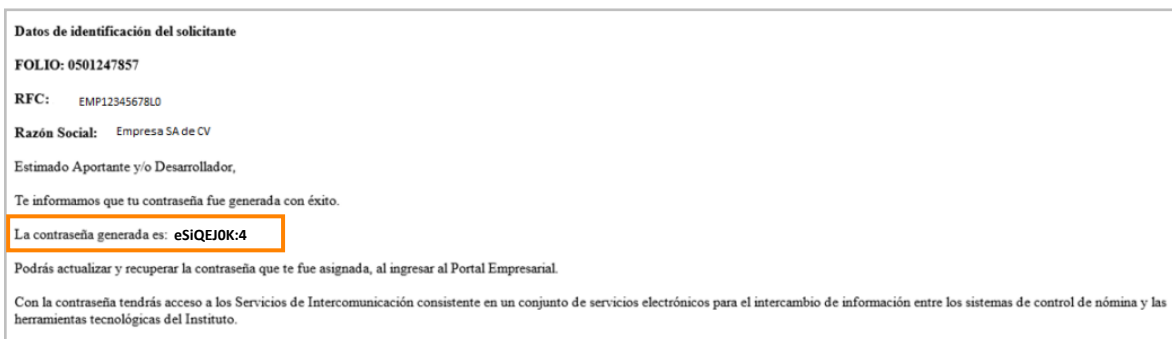 Datos de identificación del solicitante
FOLIO: 0501247857
RFC: EMP12345678L0
Razón Social: Empresa SA de CV
Estimado Aportante y/o Desarrollador,
Te informamos que tu contraseña fue generada con éxito.
La contraseña generada es: eSiQEJ0K:4
Podrás actualizar y recuperar la contraseña que te fue asignada, al ingresar al Portal Empresarial.
Con la contraseña tendrás acceso a los Servicios de Intercomunicación consistente en un conjunto de servicios electrónicos para el intercambio de información entre los sistemas de control de nómina y las
herramientas tecnológicas del Instituto.